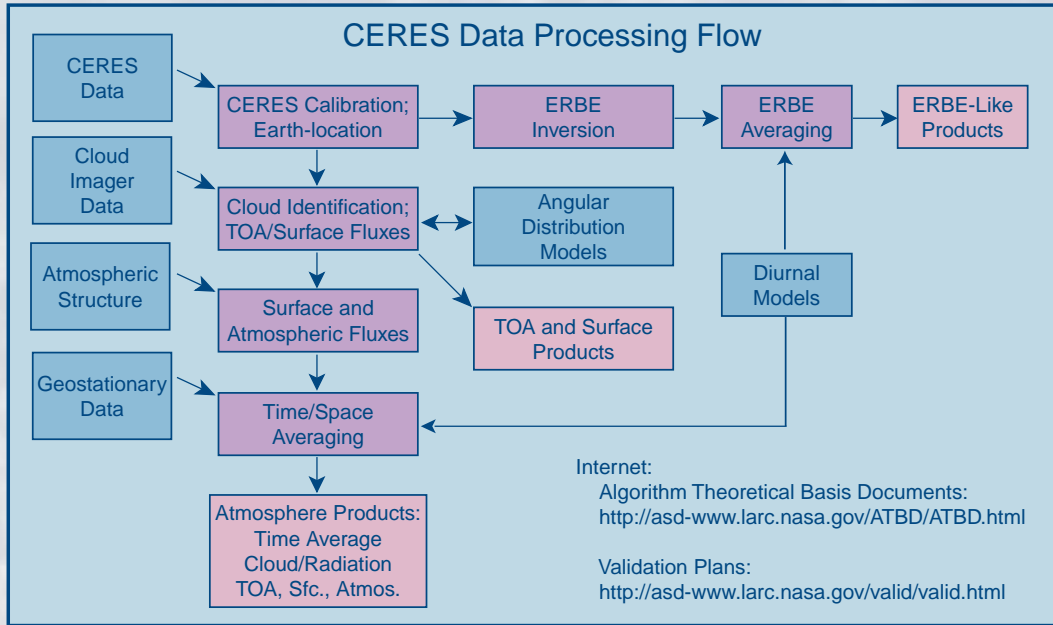 CERES Data Processing Flow
CERES
Data
CERES Calibration;
Earth-location
ERBE
Inversion
ERBE
Averaging
ERBE-Like
Products
Cloud
Imager
Data
Cloud Identification;
TOA/Surface Fluxes
Angular
Distribution
Models
Atmospheric
Structure
Diurnal
Models
Surface and
Atmospheric Fluxes
TOA and Surface
Products
Geostationary
Data
Time/Space
Averaging
Atmosphere Products:
Time Average
Cloud/Radiation
TOA, Sfc., Atmos.
Internet:
Algorithm Theoretical Basis Documents:
http://asd-www.larc.nasa.gov/ATBD/ATBD.html
Validation Plans:
http://asd-www.larc.nasa.gov/valid/valid.html